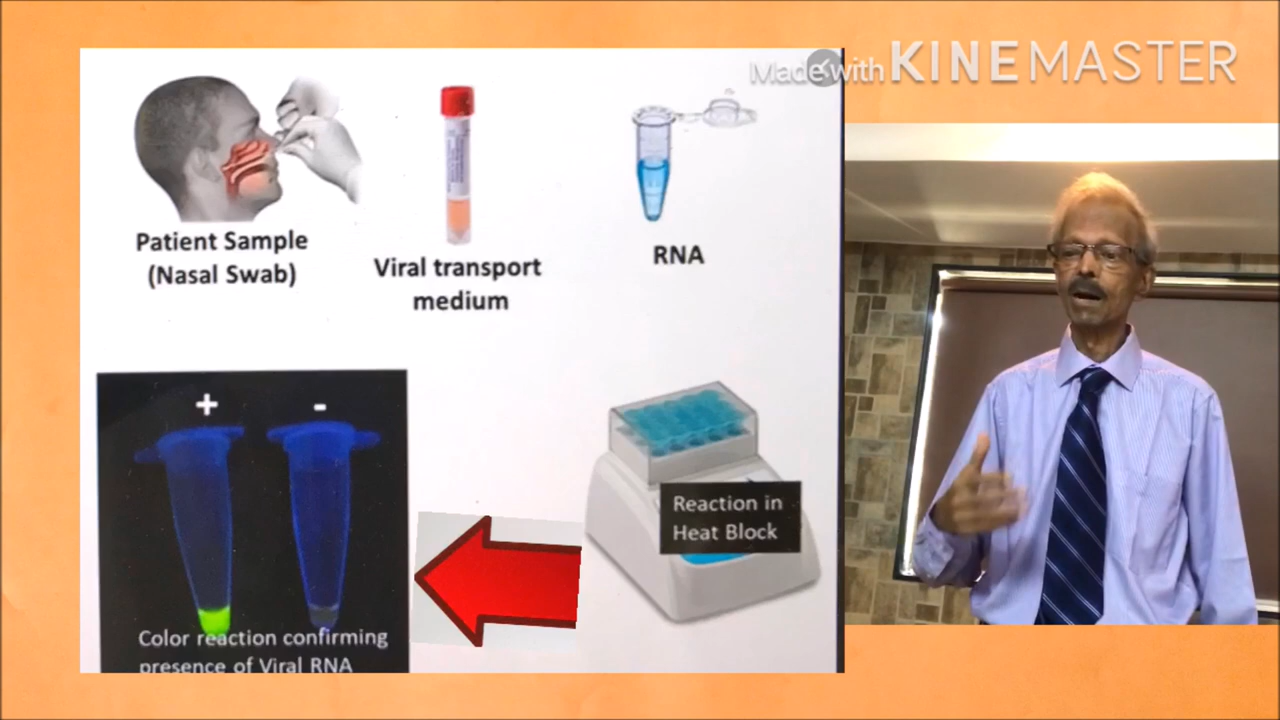 Made with KINEMASTER
Patient Sample
(Nasal Swab)
Viral transport
medium
RNA
+ -
Reaction in
Heat Block
Color reaction confirming
presence of Viral RNA